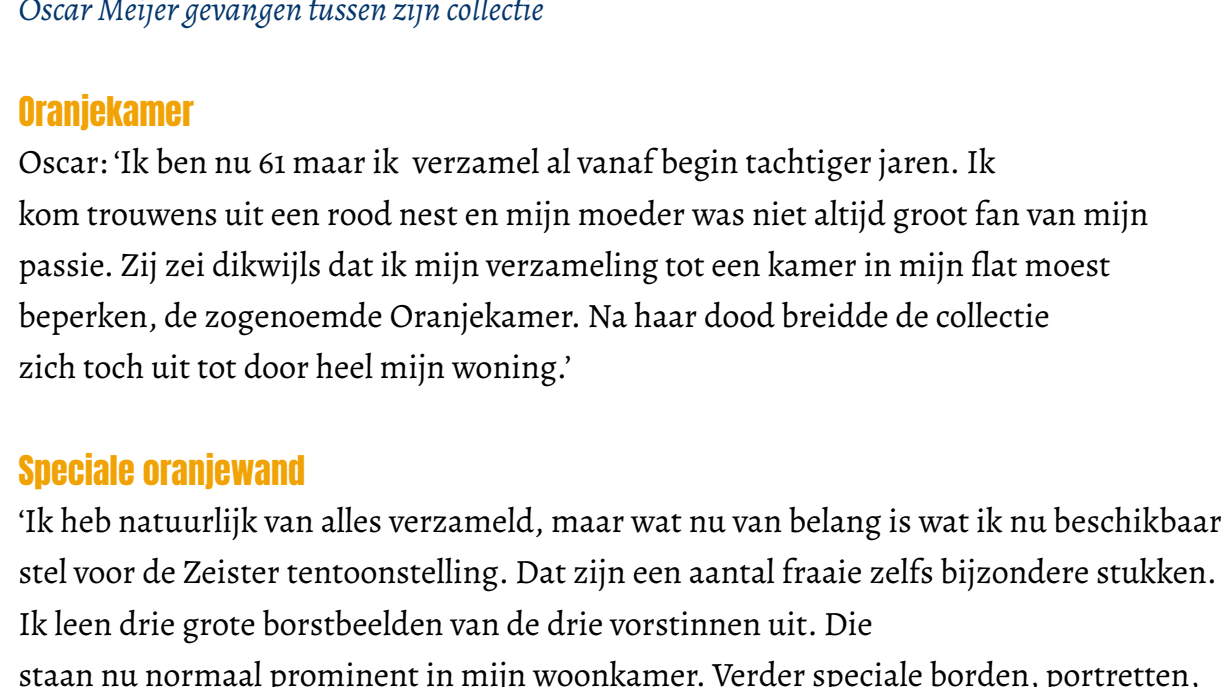 Oscar Meijer gevangen tussen zijn collectie
Oranjekamer
Oscar: ‘Ik ben nu 61 maar ik  verzamel al vanaf begin tachtiger jaren. Ik
kom trouwens uit een rood nest en mijn moeder was niet altijd groot fan van mijn
passie. Zij zei dikwijls dat ik mijn verzameling tot een kamer in mijn flat moest
beperken, de zogenoemde Oranjekamer. Na haar dood breidde de collectie
zich toch uit tot door heel mijn woning.’
Speciale oranjewand
‘Ik heb natuurlijk van alles verzameld, maar wat nu van belang is wat ik nu beschikbaar
stel voor de Zeister tentoonstelling. Dat zijn een aantal fraaie zelfs bijzondere stukken.
Ik leen drie grote borstbeelden van de drie vorstinnen uit. Die
staan nu normaal prominent in mijn woonkamer. Verder speciale borden, portretten,